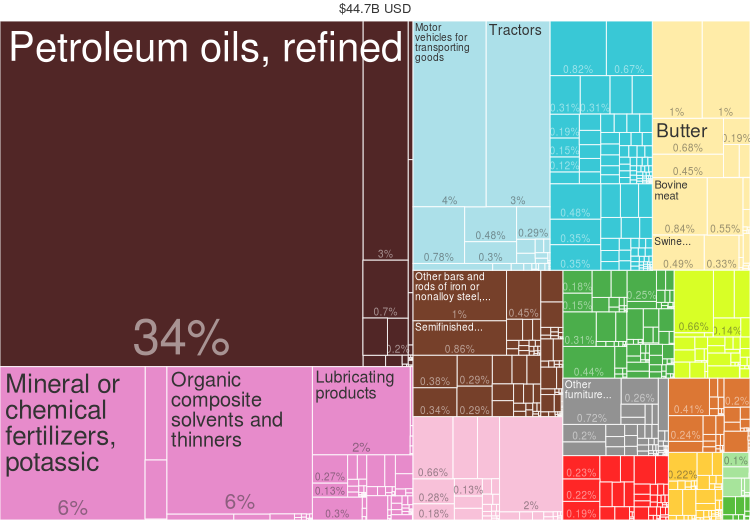 $44.7B USD
Petroleum oils, refined
34%
3%
0.7%
0.2%
Mineral or
chemical
fertilizers,
potassic
6%
Organic
composite
solvents and
thinners
6%
Lubricating
products
2%
0.27%
0.13%
0.3%
Motor
vehicles for
transporting
goods
4%
Tractors
3%
0.78%
0.48%
0.3%
0.29%
0.82%
0.67%
0.31%
0.31%
0.19%
0.15%
0.12%
0.48%
0.35%
0.35%
1%
1%
Butter
0.68%
0.19%
0.45%
Bovine
meat
0.84%
0.55%
Swine...
0.49%
0.33%
Other bars and
rods of iron or
nonalloy steel,...
1%
0.45%
Semifinished...
0.86%
0.38%
0.29%
0.34%
0.29%
0.18%
0.15%
0.25%
0.31%
0.44%
0.66%
0.14%
Other
furniture...
0.72%
0.26%
0.2%
0.41%
0.2%
0.24%
0.66%
0.28%
0.13%
0.18%
2%
0.23%
0.22%
0.19%
0.22%
0.1%